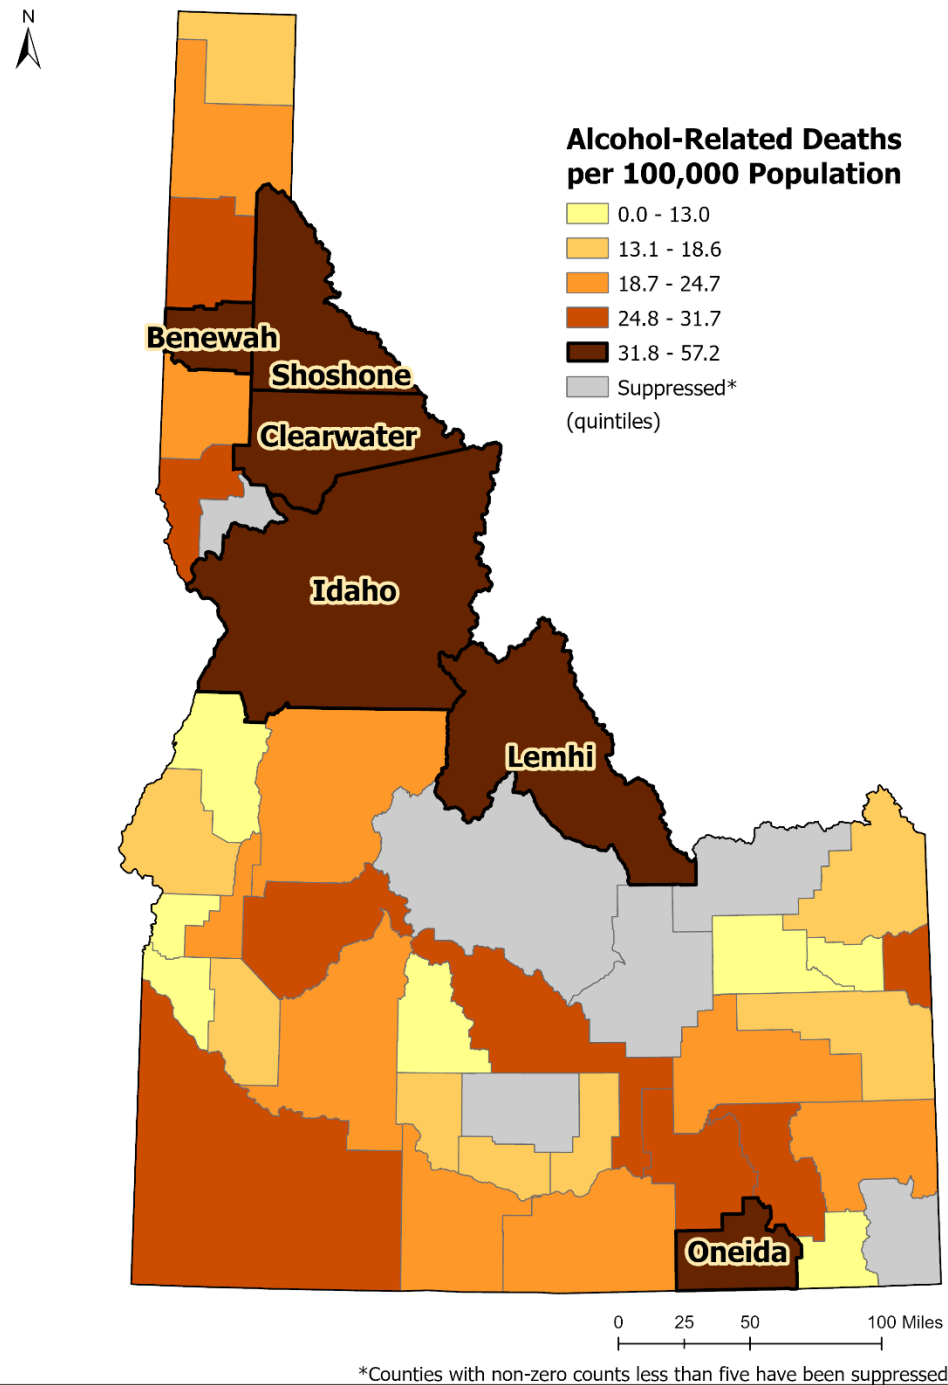 N
Alcohol-Related Deaths
per 100,000 Population
0.0 - 13.0
13.1 - 18.6
18.7 - 24.7
24.8 - 31.7
31.8 - 57.2
Suppressed*
(quintiles)
Benewah
Shoshone
Clearwater
Idaho
Lemhi
Oneida
0 25 50 100 Miles
*Counties with non-zero counts less than five have been suppressed